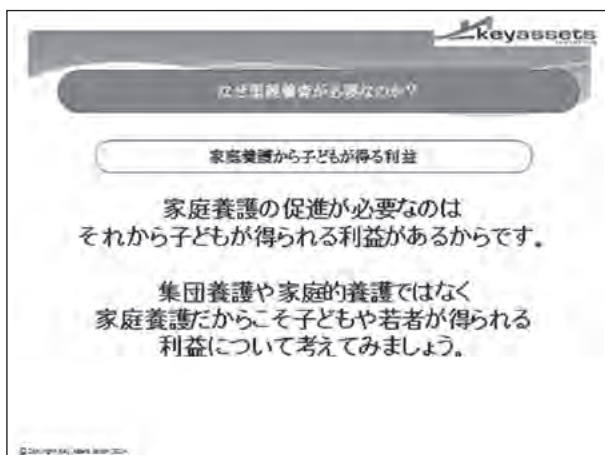 keyassets
なぜ里親養育が必要なのか?
家庭養護から子どもが得る利益
家庭養護の促進が必要なのは
それから子どもが得られる利益があるからです。
集団養護や家庭的養護ではなく
家庭養護だからこそ子どもや若者が得られる
利益について考えてみましょう。